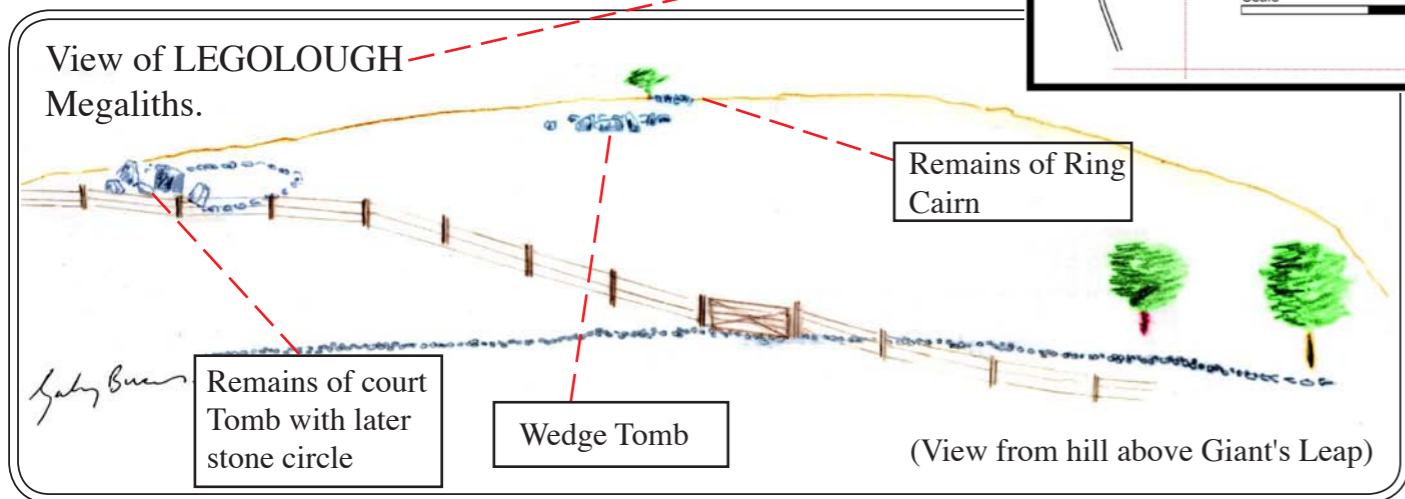 View of LEGOLOUGH
Megaliths.
Remains of Ring
Cairn
Remains of court
Tomb with later
stone circle
Wedge Tomb
(View from hill above Giant's Leap)